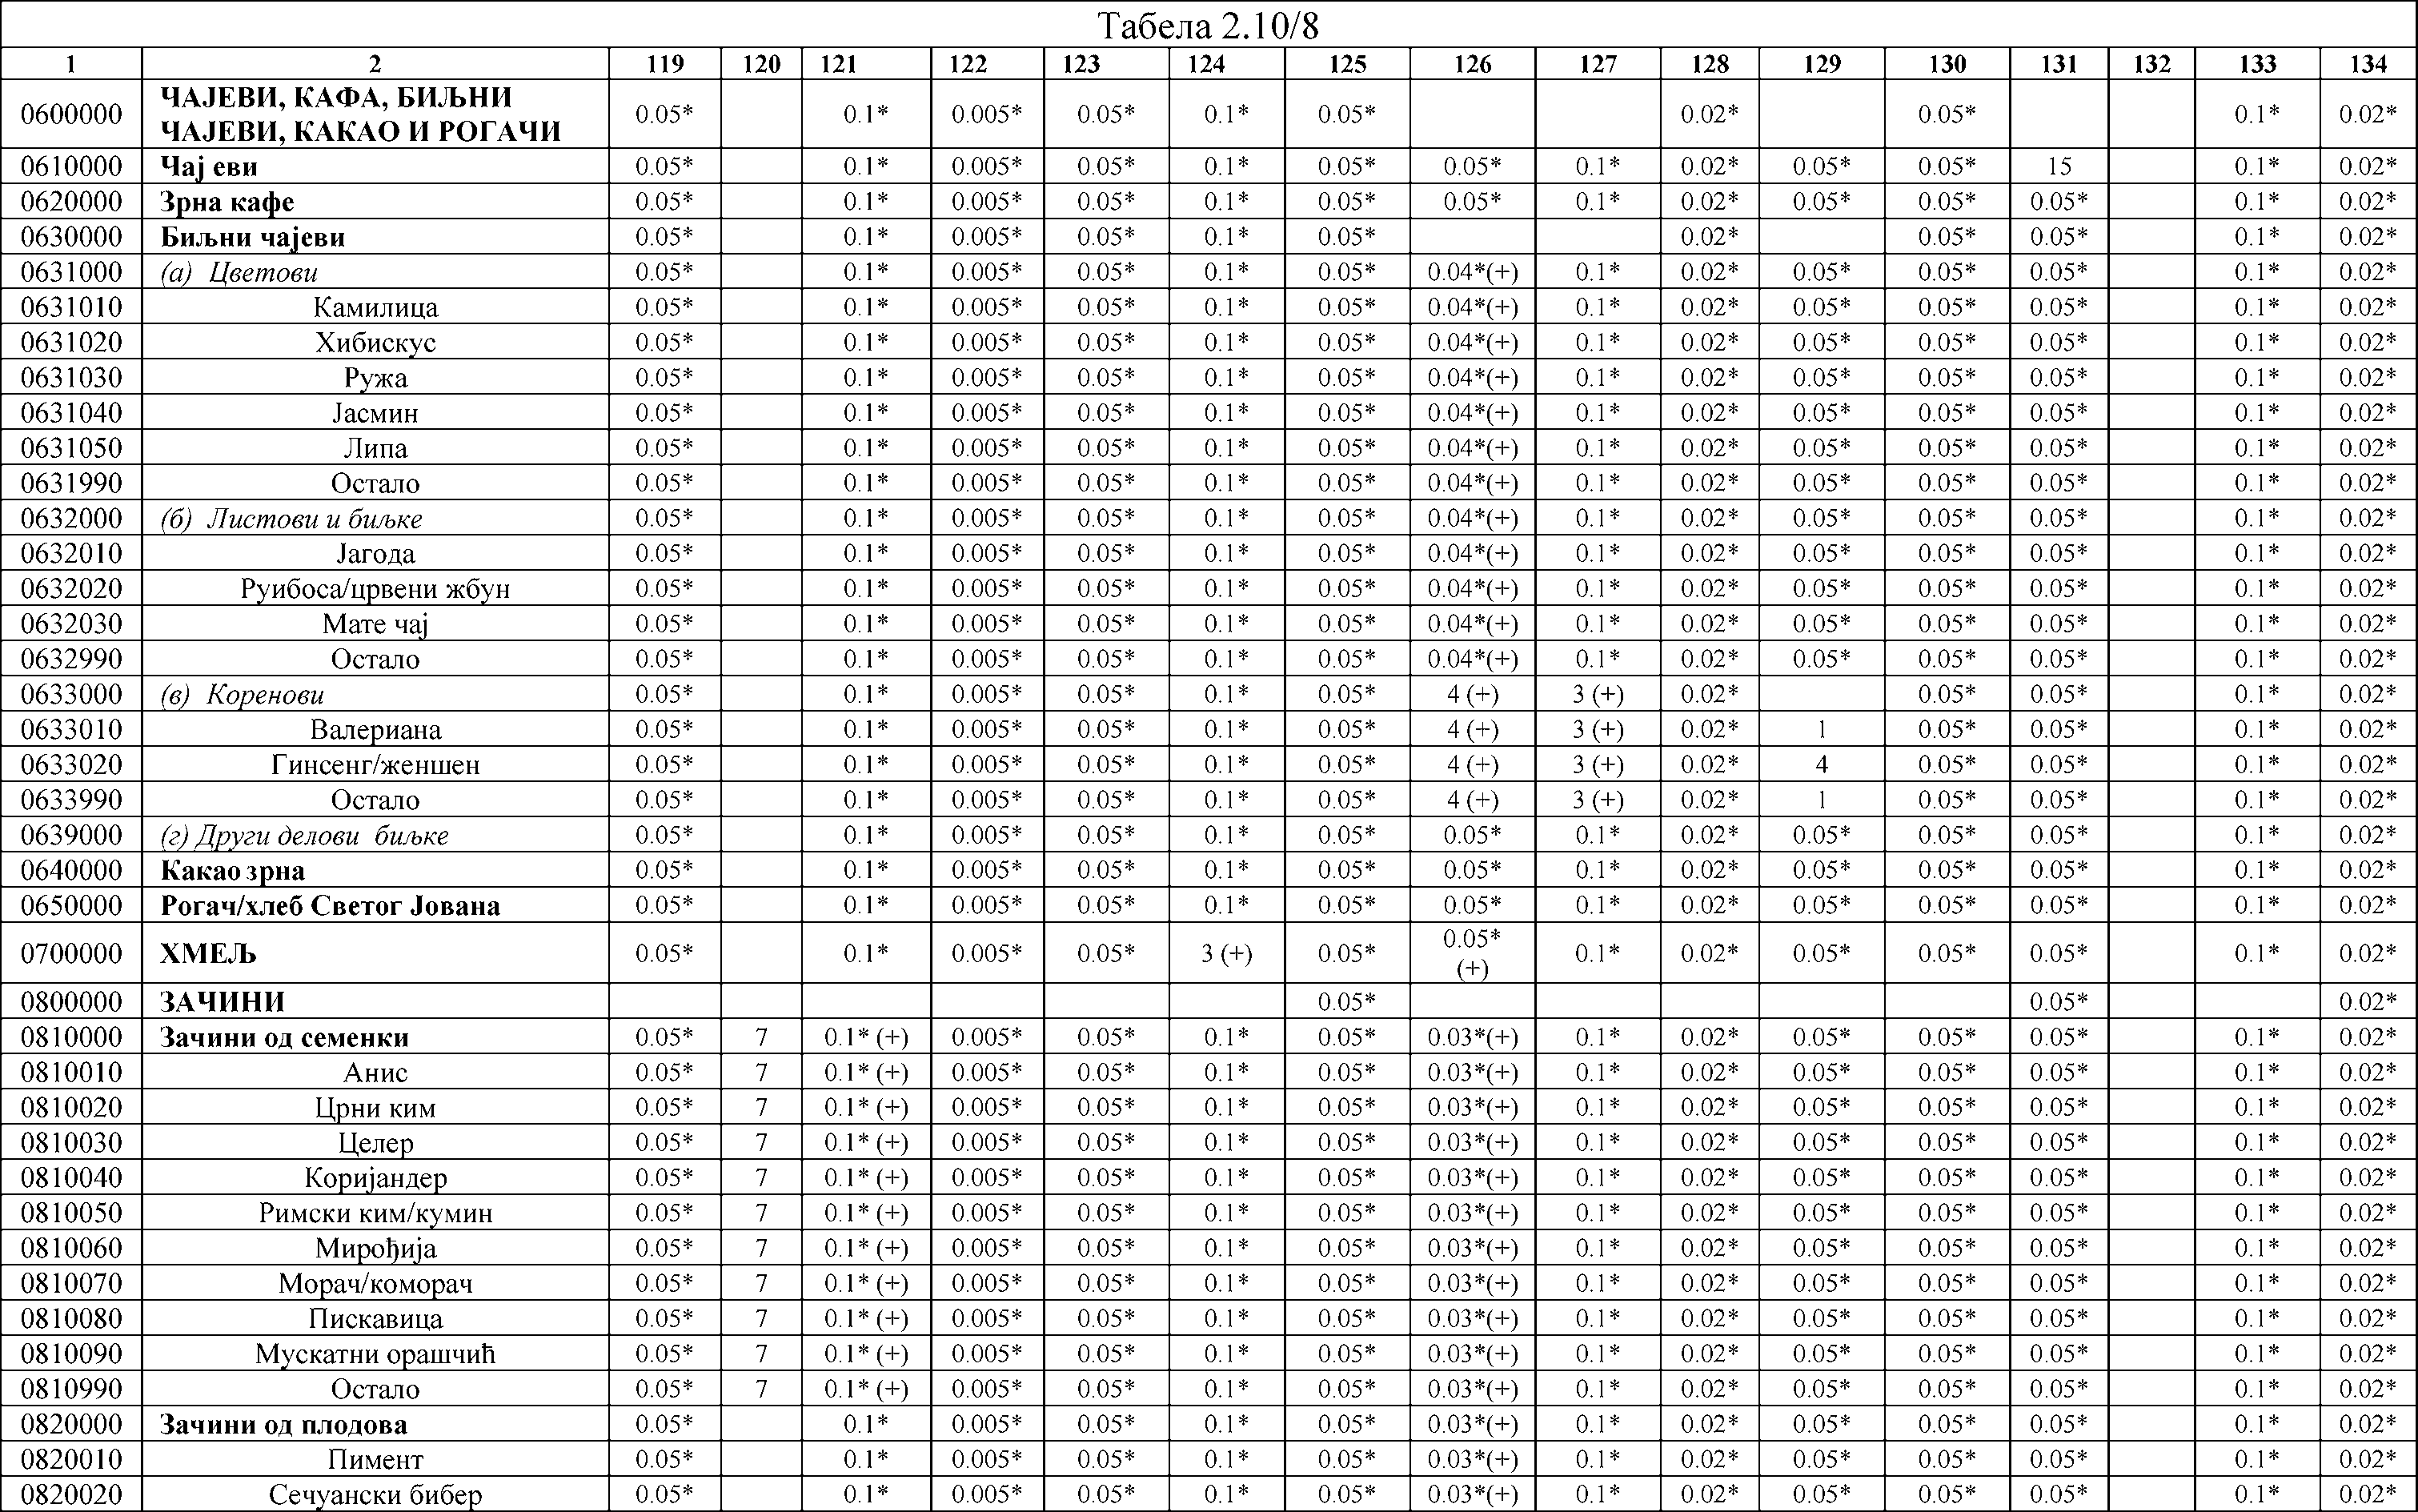 Табела 2.10/8
1 2 119 120 121 122 123 124 125 126 127 128 129 130 131 132 133 134
0600000 ЧАЈЕВИ, КАФА, БИЉНИ
ЧАЈЕВИ, КАКАО И РОГАЧИ 0.05* 0.1* 0.005* 0.05* 0.1* 0.05* 0.02* 0.05* 0.1* 0.02*
0610000 Чај еви 0.05* 0.1* 0.005* 0.05* 0.1* 0.05* 0.05* 0.1* 0.02* 0.05* 0.05* 15 0.1* 0.02*
0620000 Зрна кафе 0.05* 0.1* 0.005* 0.05* 0.1* 0.05* 0.05* 0.1* 0.02* 0.05* 0.05* 0.05* 0.1* 0.02*
0630000 Биљни чајеви 0.05* 0.1* 0.005* 0.05* 0.1* 0.05* 0.02* 0.05* 0.05* 0.1* 0.02*
0631000 (а) Цветови 0.05* 0.1* 0.005* 0.05* 0.1* 0.05* 0.04*(+) 0.1* 0.02* 0.05* 0.05* 0.05* 0.1* 0.02*
0631010 Камилица 0.05* 0.1* 0.005* 0.05* 0.1* 0.05* 0.04*(+) 0.1* 0.02* 0.05* 0.05* 0.05* 0.1* 0.02*
0631020 Хибискус 0.05* 0.1* 0.005* 0.05* 0.1* 0.05* 0.04*(+) 0.1* 0.02* 0.05* 0.05* 0.05* 0.1* 0.02*
0631030 Ружа 0.05* 0.1* 0.005* 0.05* 0.1* 0.05* 0.04*(+) 0.1* 0.02* 0.05* 0.05* 0.05* 0.1* 0.02*
0631040 Јасмин 0.05* 0.1* 0.005* 0.05* 0.1* 0.05* 0.04*(+) 0.1* 0.02* 0.05* 0.05* 0.05* 0.1* 0.02*
0631050 Липа 0.05* 0.1* 0.005* 0.05* 0.1* 0.05* 0.04*(+) 0.1* 0.02* 0.05* 0.05* 0.05* 0.1* 0.02*
0631990 Остало 0.05* 0.1* 0.005* 0.05* 0.1* 0.05* 0.04*(+) 0.1* 0.02* 0.05* 0.05* 0.05* 0.1* 0.02*
0632000 (б) Листови и биљке 0.05* 0.1* 0.005* 0.05* 0.1* 0.05* 0.04*(+) 0.1* 0.02* 0.05* 0.05* 0.05* 0.1* 0.02*
0632010 Јагода 0.05* 0.1* 0.005* 0.05* 0.1* 0.05* 0.04*(+) 0.1* 0.02* 0.05* 0.05* 0.05* 0.1* 0.02*
0632020 Руибоса/црвени жбун 0.05* 0.1* 0.005* 0.05* 0.1* 0.05* 0.04*(+) 0.1* 0.02* 0.05* 0.05* 0.05* 0.1* 0.02*
0632030 Мате чај 0.05* 0.1* 0.005* 0.05* 0.1* 0.05* 0.04*(+) 0.1* 0.02* 0.05* 0.05* 0.05* 0.1* 0.02*
0632990 Остало 0.05* 0.1* 0.005* 0.05* 0.1* 0.05* 0.04*(+) 0.1* 0.02* 0.05* 0.05* 0.05* 0.1* 0.02*
0633000 (в) Коренови 0.05* 0.1* 0.005* 0.05* 0.1* 0.05* 4 (+) 3 (+) 0.02* 0.05* 0.05* 0.1* 0.02*
0633010 Валериана 0.05* 0.1* 0.005* 0.05* 0.1* 0.05* 4 (+) 3 (+) 0.02* 1 0.05* 0.05* 0.1* 0.02*
0633020 Гинсенг/женшен 0.05* 0.1* 0.005* 0.05* 0.1* 0.05* 4 (+) 3 (+) 0.02* 4 0.05* 0.05* 0.1* 0.02*
0633990 Остало 0.05* 0.1* 0.005* 0.05* 0.1* 0.05* 4 (+) 3 (+) 0.02* 1 0.05* 0.05* 0.1* 0.02*
0639000 (г) Други делови биљке 0.05* 0.1* 0.005* 0.05* 0.1* 0.05* 0.05* 0.1* 0.02* 0.05* 0.05* 0.05* 0.1* 0.02*
0640000 Какао зрна 0.05* 0.1* 0.005* 0.05* 0.1* 0.05* 0.05* 0.1* 0.02* 0.05* 0.05* 0.05* 0.1* 0.02*
0650000 Рогач/хлеб Светог Јована 0.05* 0.1* 0.005* 0.05* 0.1* 0.05* 0.05* 0.1* 0.02* 0.05* 0.05* 0.05* 0.1* 0.02*
0700000 ХМЕЉ 0.05* 0.1* 0.005* 0.05* 3 (+) 0.05* 0.05*
(+) 0.1* 0.02* 0.05* 0.05* 0.05* 0.1* 0.02*
0800000 ЗАЧИНИ 0.05* 0.05* 0.02*
0810000 Зачини од семенки 0.05* 7 0.1* (+) 0.005* 0.05* 0.1* 0.05* 0.03*(+) 0.1* 0.02* 0.05* 0.05* 0.05* 0.1* 0.02*
0810010 Анис 0.05* 7 0.1* (+) 0.005* 0.05* 0.1* 0.05* 0.03*(+) 0.1* 0.02* 0.05* 0.05* 0.05* 0.1* 0.02*
0810020 Црни ким 0.05* 7 0.1* (+) 0.005* 0.05* 0.1* 0.05* 0.03*(+) 0.1* 0.02* 0.05* 0.05* 0.05* 0.1* 0.02*
0810030 Целер 0.05* 7 0.1* (+) 0.005* 0.05* 0.1* 0.05* 0.03*(+) 0.1* 0.02* 0.05* 0.05* 0.05* 0.1* 0.02*
0810040 Коријандер 0.05* 7 0.1* (+) 0.005* 0.05* 0.1* 0.05* 0.03*(+) 0.1* 0.02* 0.05* 0.05* 0.05* 0.1* 0.02*
0810050 Римски ким/кумин 0.05* 7 0.1* (+) 0.005* 0.05* 0.1* 0.05* 0.03*(+) 0.1* 0.02* 0.05* 0.05* 0.05* 0.1* 0.02*
0810060 Мирођија 0.05* 7 0.1* (+) 0.005* 0.05* 0.1* 0.05* 0.03*(+) 0.1* 0.02* 0.05* 0.05* 0.05* 0.1* 0.02*
0810070 Морач/коморач 0.05* 7 0.1* (+) 0.005* 0.05* 0.1* 0.05* 0.03*(+) 0.1* 0.02* 0.05* 0.05* 0.05* 0.1* 0.02*
0810080 Пискавица 0.05* 7 0.1* (+) 0.005* 0.05* 0.1* 0.05* 0.03*(+) 0.1* 0.02* 0.05* 0.05* 0.05* 0.1* 0.02*
0810090 Мускатни орашчић 0.05* 7 0.1* (+) 0.005* 0.05* 0.1* 0.05* 0.03*(+) 0.1* 0.02* 0.05* 0.05* 0.05* 0.1* 0.02*
0810990 Остало 0.05* 7 0.1* (+) 0.005* 0.05* 0.1* 0.05* 0.03*(+) 0.1* 0.02* 0.05* 0.05* 0.05* 0.1* 0.02*
0820000 Зачини од плодова 0.05* 0.1* 0.005* 0.05* 0.1* 0.05* 0.03*(+) 0.1* 0.02* 0.05* 0.05* 0.05* 0.1* 0.02*
0820010 Пимент 0.05* 0.1* 0.005* 0.05* 0.1* 0.05* 0.03*(+) 0.1* 0.02* 0.05* 0.05* 0.05* 0.1* 0.02*
0820020 Сечуански бибер 0.05* 0.1* 0.005* 0.05* 0.1* 0.05* 0.03*(+) 0.1* 0.02* 0.05* 0.05* 0.05* 0.1* 0.02*